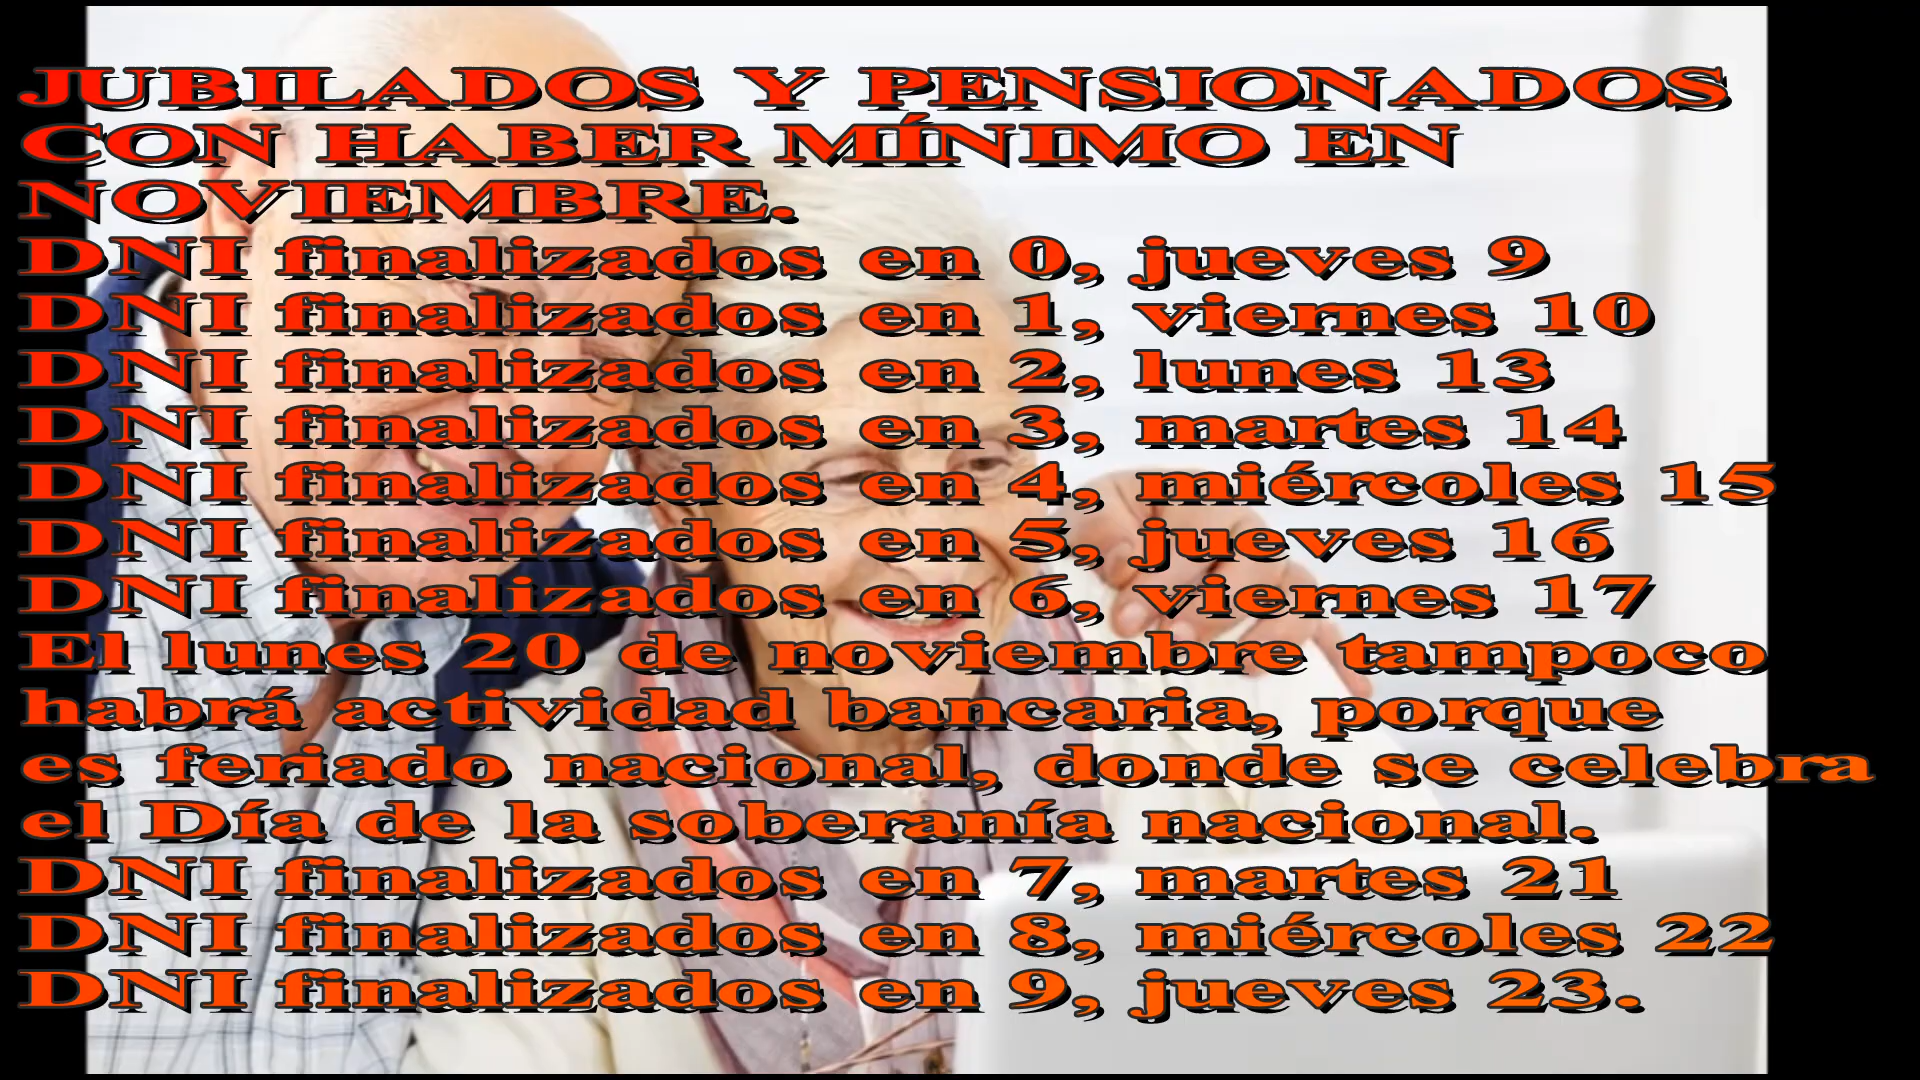 JUBILADOS Y PENSIONADOS
CON HABER MÍNIMO EN
NOVIEMBRE.
DNI finalizados en 0, jueves 9
DNI finalizados en 1, viernes 10
DNI finalizados en 2, lunes 13
DNI finalizados en 3, martes 14
DNI finalizados en 4, miércoles 15
DNI finalizados en 5, jueves 16
DNI finalizados en 6, viernes 17
El lunes 20 de noviembre tampoco
habrá actividad bancaria, porque
es feriado nacional, donde se celebra
el Día de la soberanía nacional.
DNI finalizados en 7, martes 21
DNI finalizados en 8, miércoles 22
DNI finalizados en 9, jueves 23.